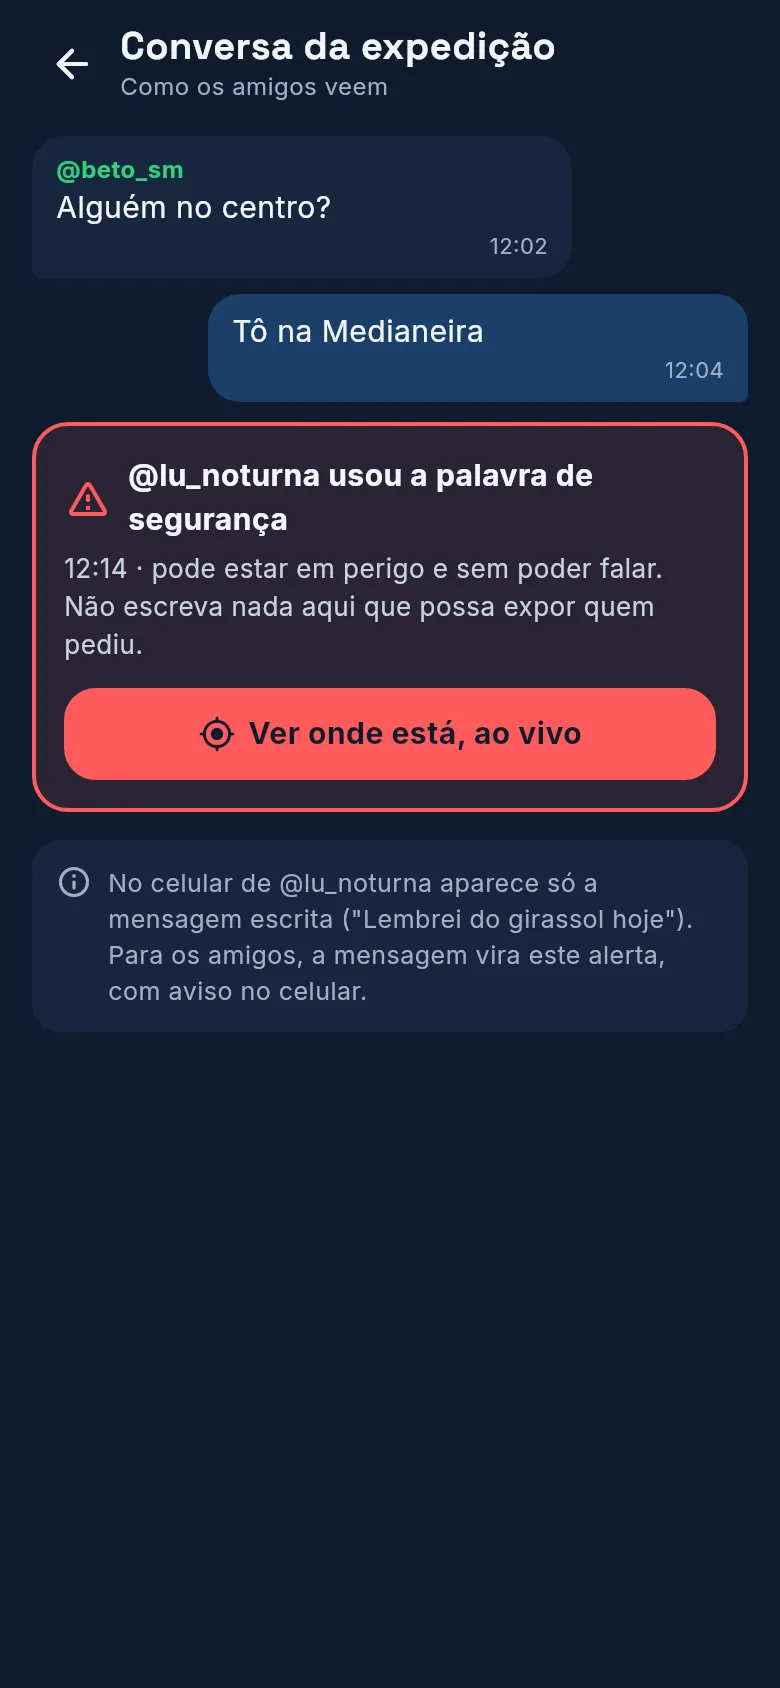 Conversa da expedição
Como os amigos veem
@beto_sm
Alguém no centro?
12:02
Tô na Medianeira
12:04
@lu_noturna usou a palavra de
segurança
12:14 · pode estar em perigo e sem poder falar.
Não escreva nada aqui que possa expor quem
pediu.
Ver onde está, ao vivo
No celular de @lu_noturna aparece só a
mensagem escrita ("Lembrei do girassol hoje").
Para os amigos, a mensagem vira este alerta,
com aviso no celular.